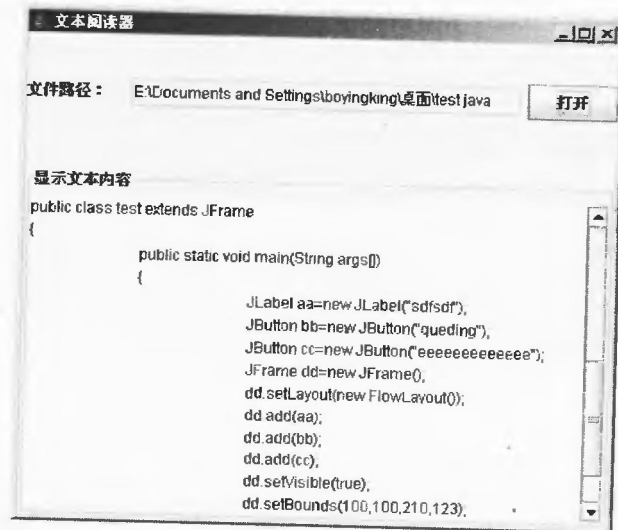 文本阅读器
文件路径： E:\Documents and Settings\boyingking\桌面\test java 打开
显示文本内容
public class test extends JFrame
{
public static void main(String args[])
{
JLabel aa=new JLabel("sdfsdf");
JButton bb=new JButton("queding");
JButton cc=new JButton("eeeeeeeeeeeee");
JFrame dd=new JFrame();
dd.setLayout(new FlowLayout());
dd.add(aa);
dd.add(bb);
dd.add(cc);
dd.setVisible(true);
dd.setBounds(100,100,210,123);